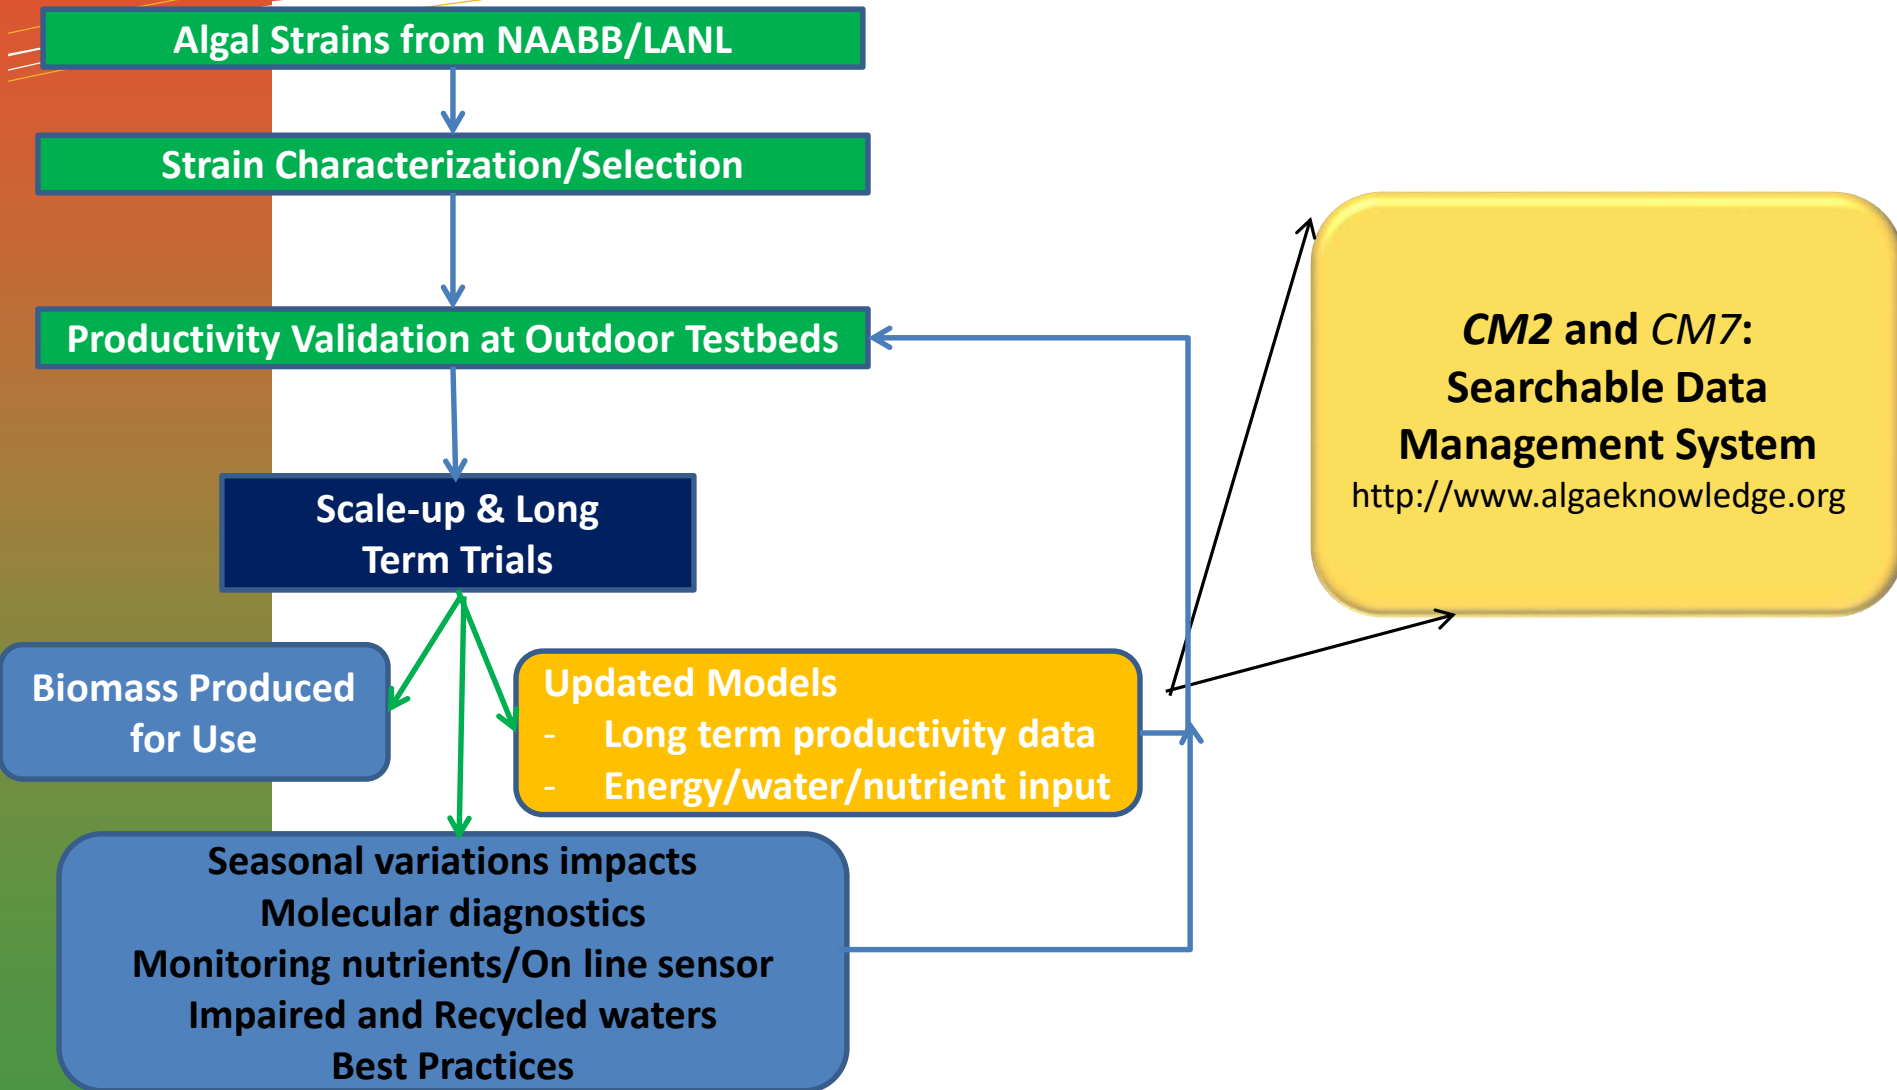 Algal Strains from NAABB/LANL
Strain Characterization/Selection
Productivity Validation at Outdoor Testbeds
Scale-up & Long
Term Trials
Biomass Produced
for Use
Updated Models
- Long term productivity data
- Energy/water/nutrient input
Seasonal variations impacts
Molecular diagnostics
Monitoring nutrients/On line sensor
Impaired and Recycled waters
Best Practices
CM2 and CM7:
Searchable Data
Management System
http://www.algaeknowledge.org